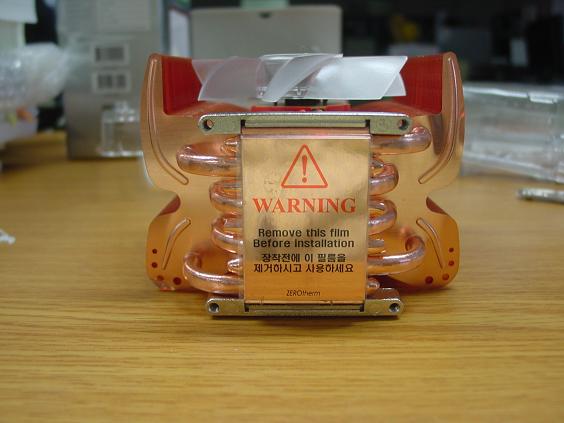 WARNING
Remove this film
Before installation
장착전에 이 필름을
제거하시고 사용하세요
ZEROtherm